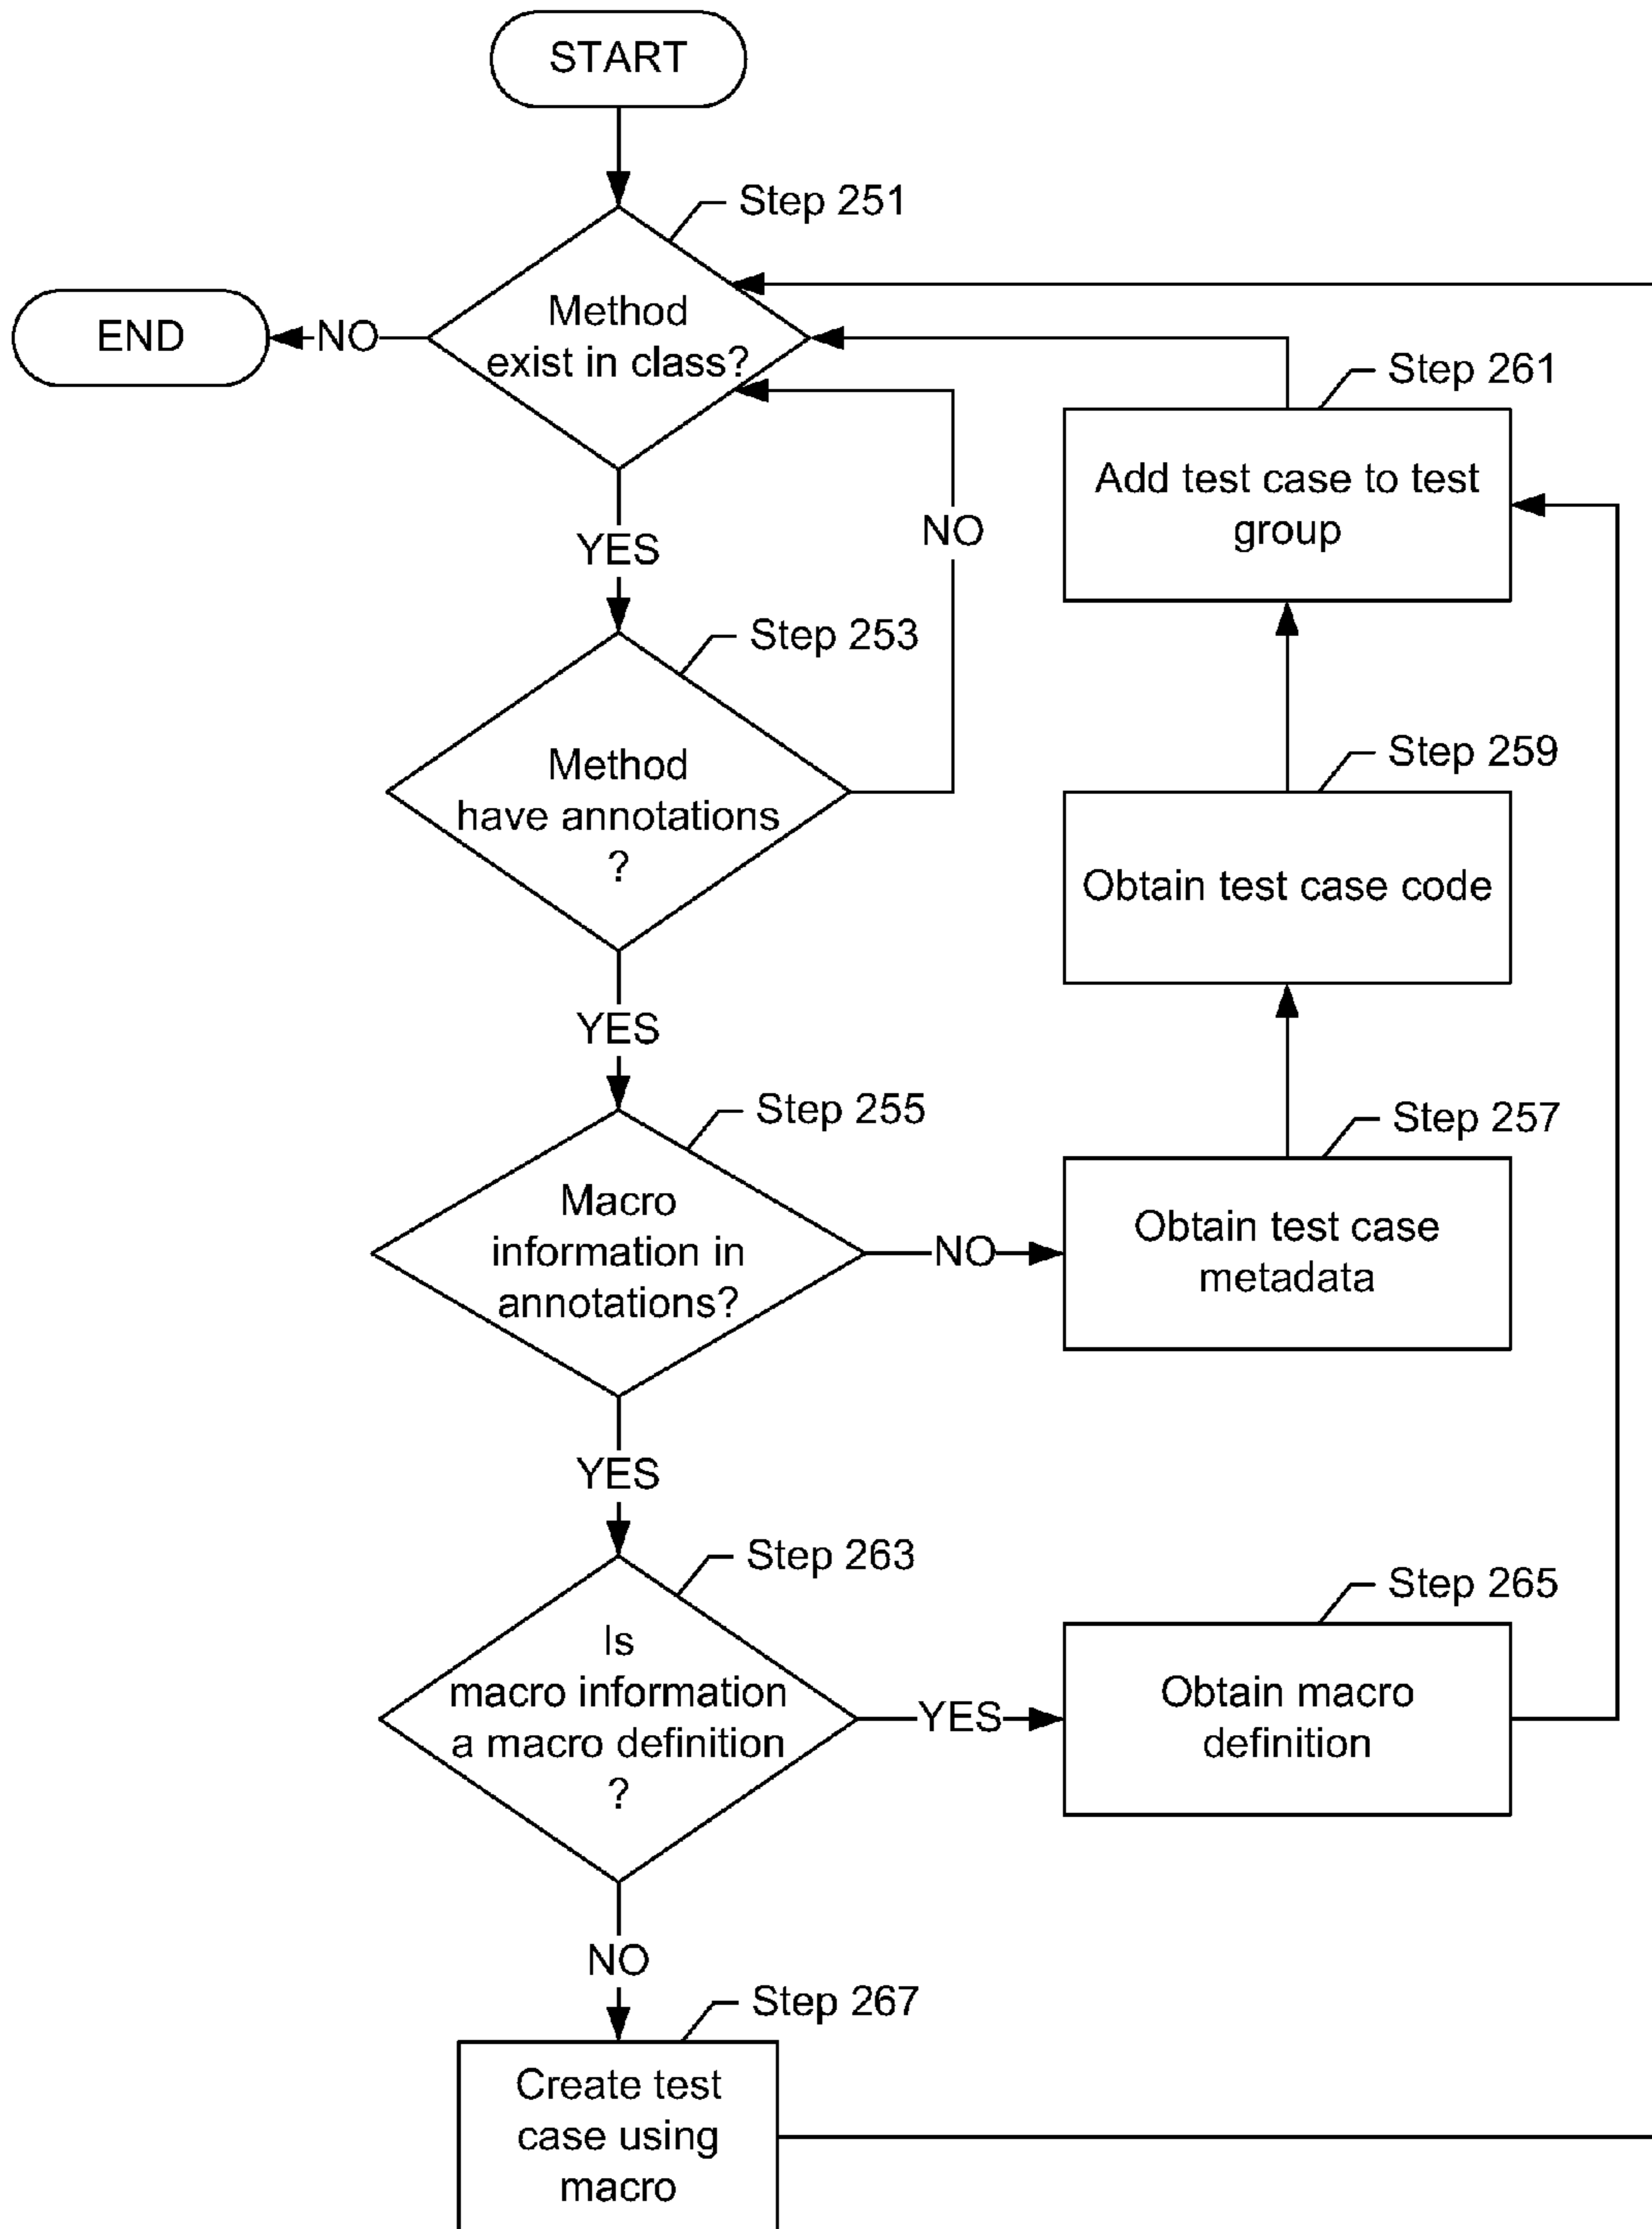 START
Step 251
Method
exist in class?
NO
END
Step 261
Add test case to test
group
YES
NO
Step 253
Method
have annotations
?
Step 259
Obtain test case code
YES
Step 255
Macro
information in
annotations?
NO
Step 257
Obtain test case
metadata
YES
Step 263
Is
macro information
a macro definition
?
YES
Step 265
Obtain macro
definition
NO
Step 267
Create test
case using
macro